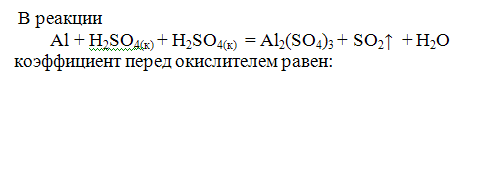 В реакции
Al + H₂SO₄₍к₎ + H₂SO₄₍к₎ = Al₂(SO₄)₃ + SO₂↑ + H₂O
коэффициент перед окислителем равен: